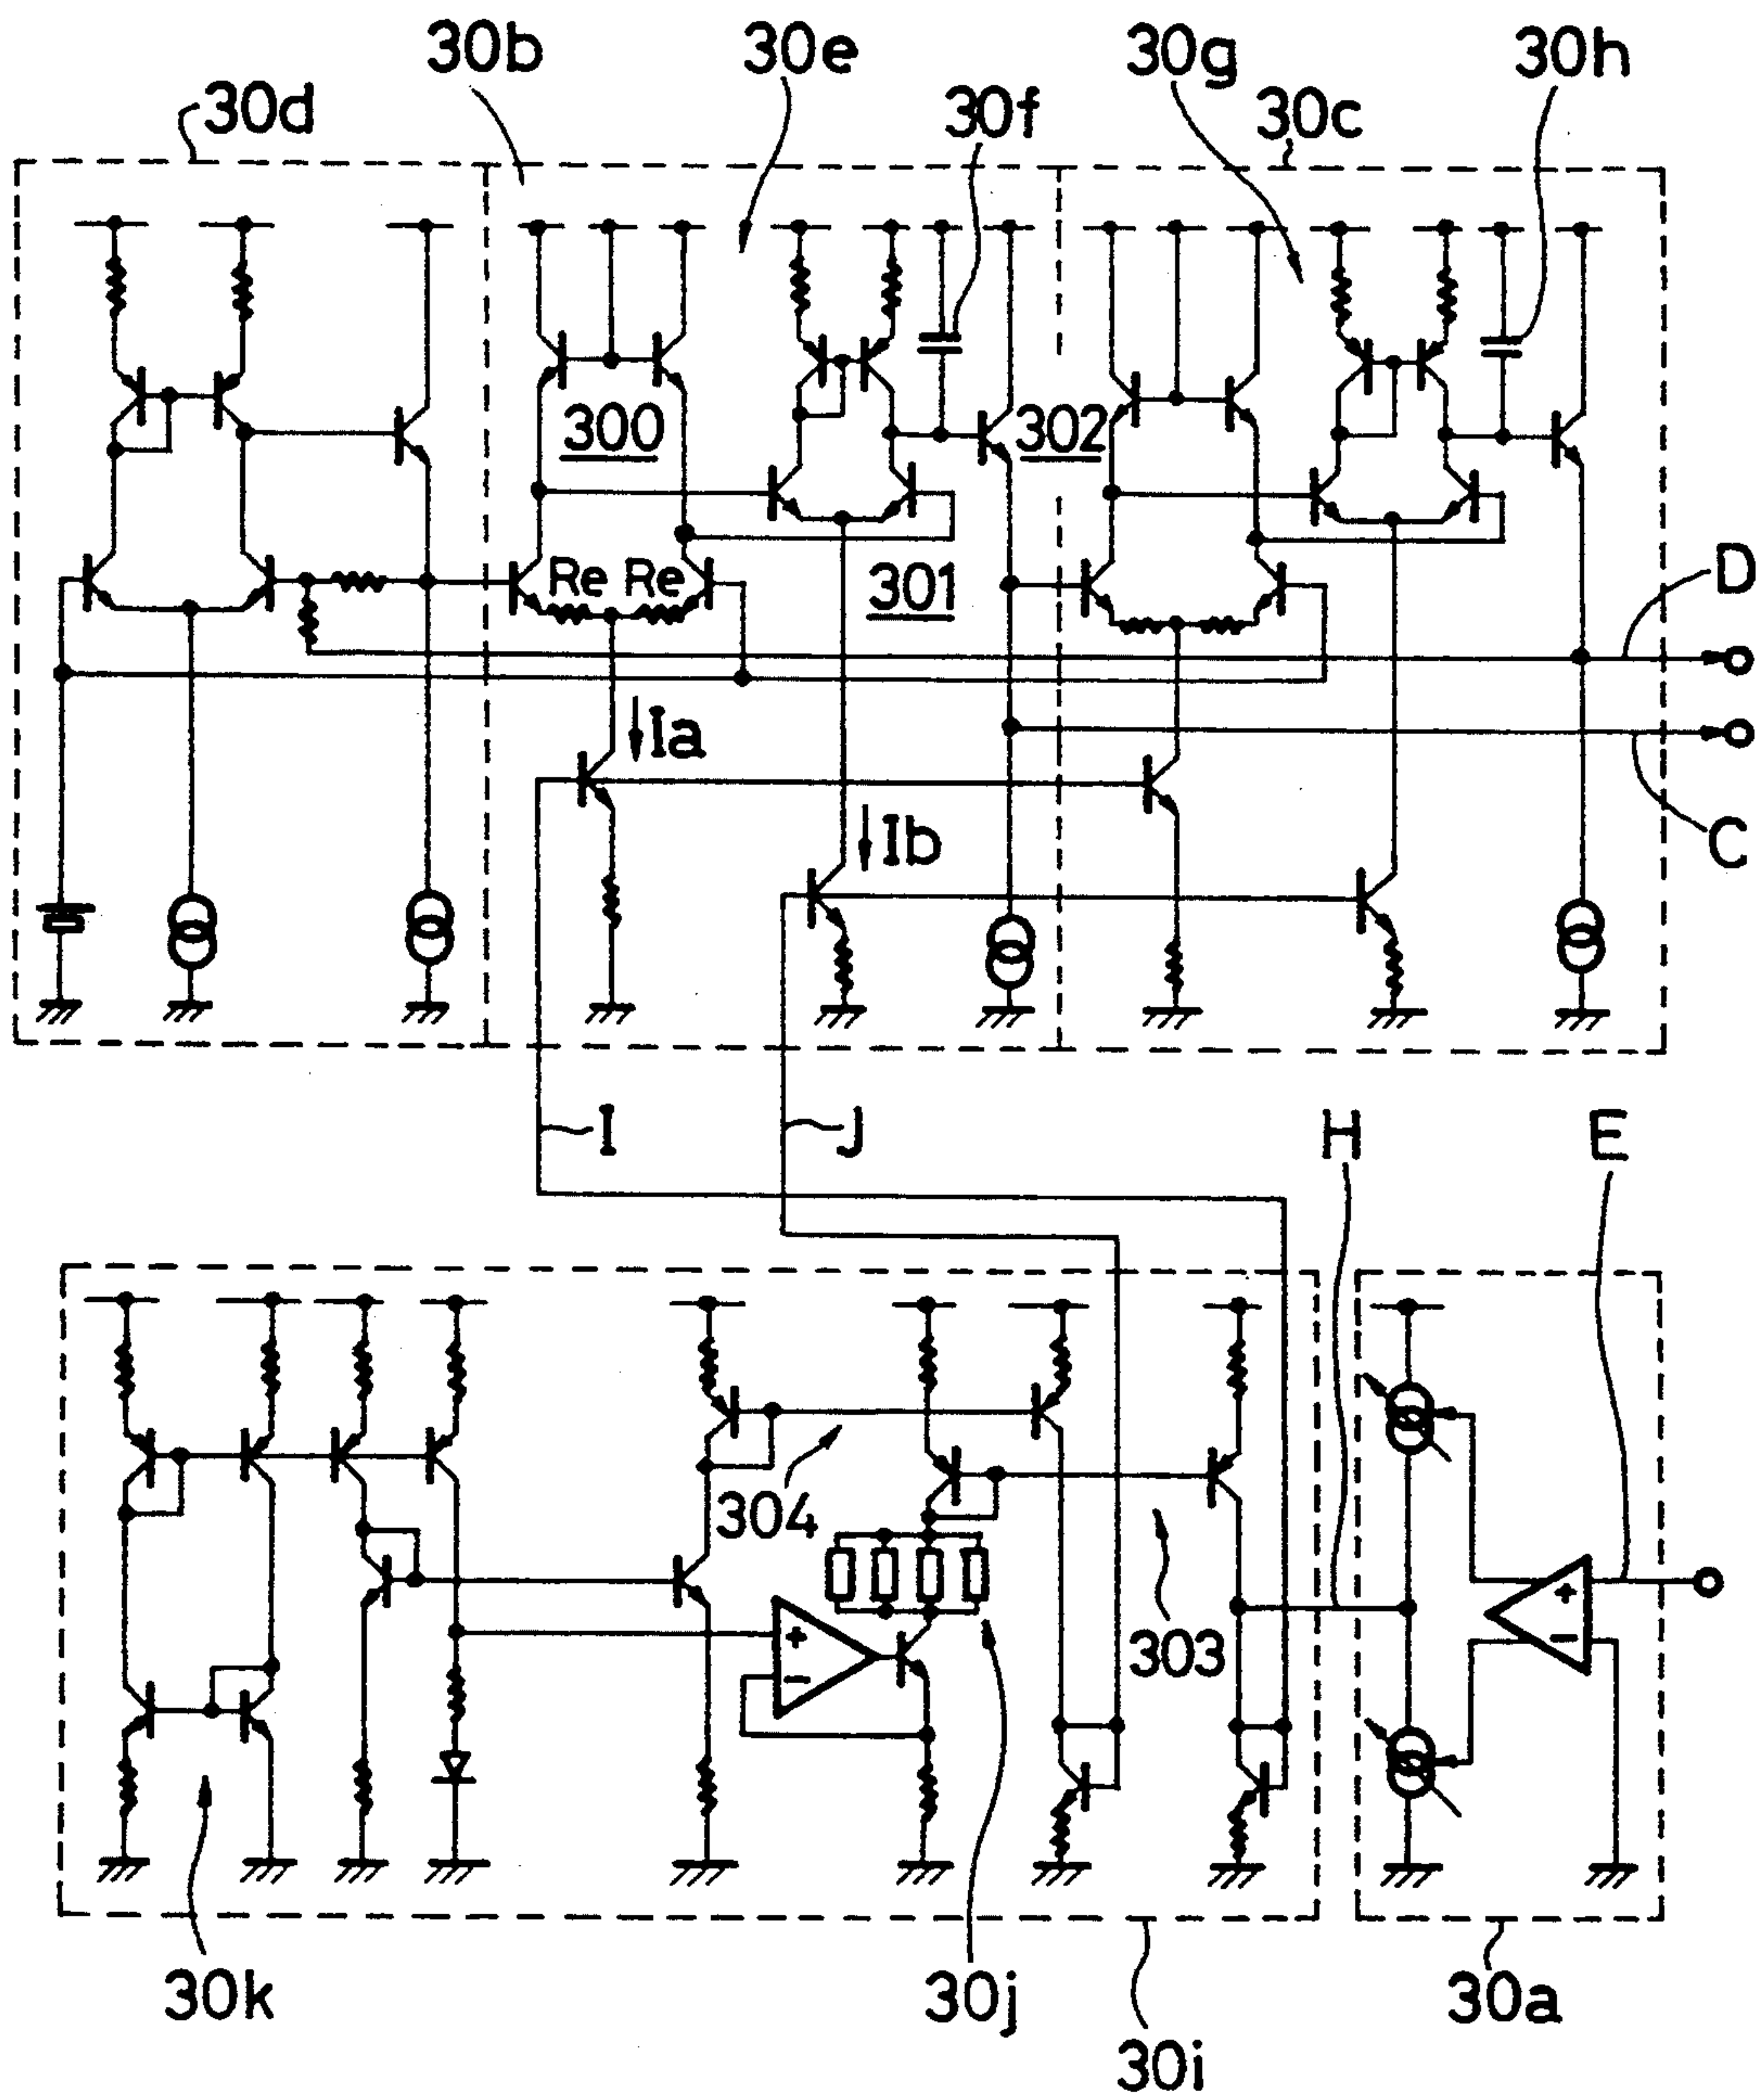 30b 30e 30g 30h
30d 30f 30c
300 302
Re Re 301
D
Ia
Ib C
I J H E
+
304
+ 303 −
−
30k 30j 30a
30i